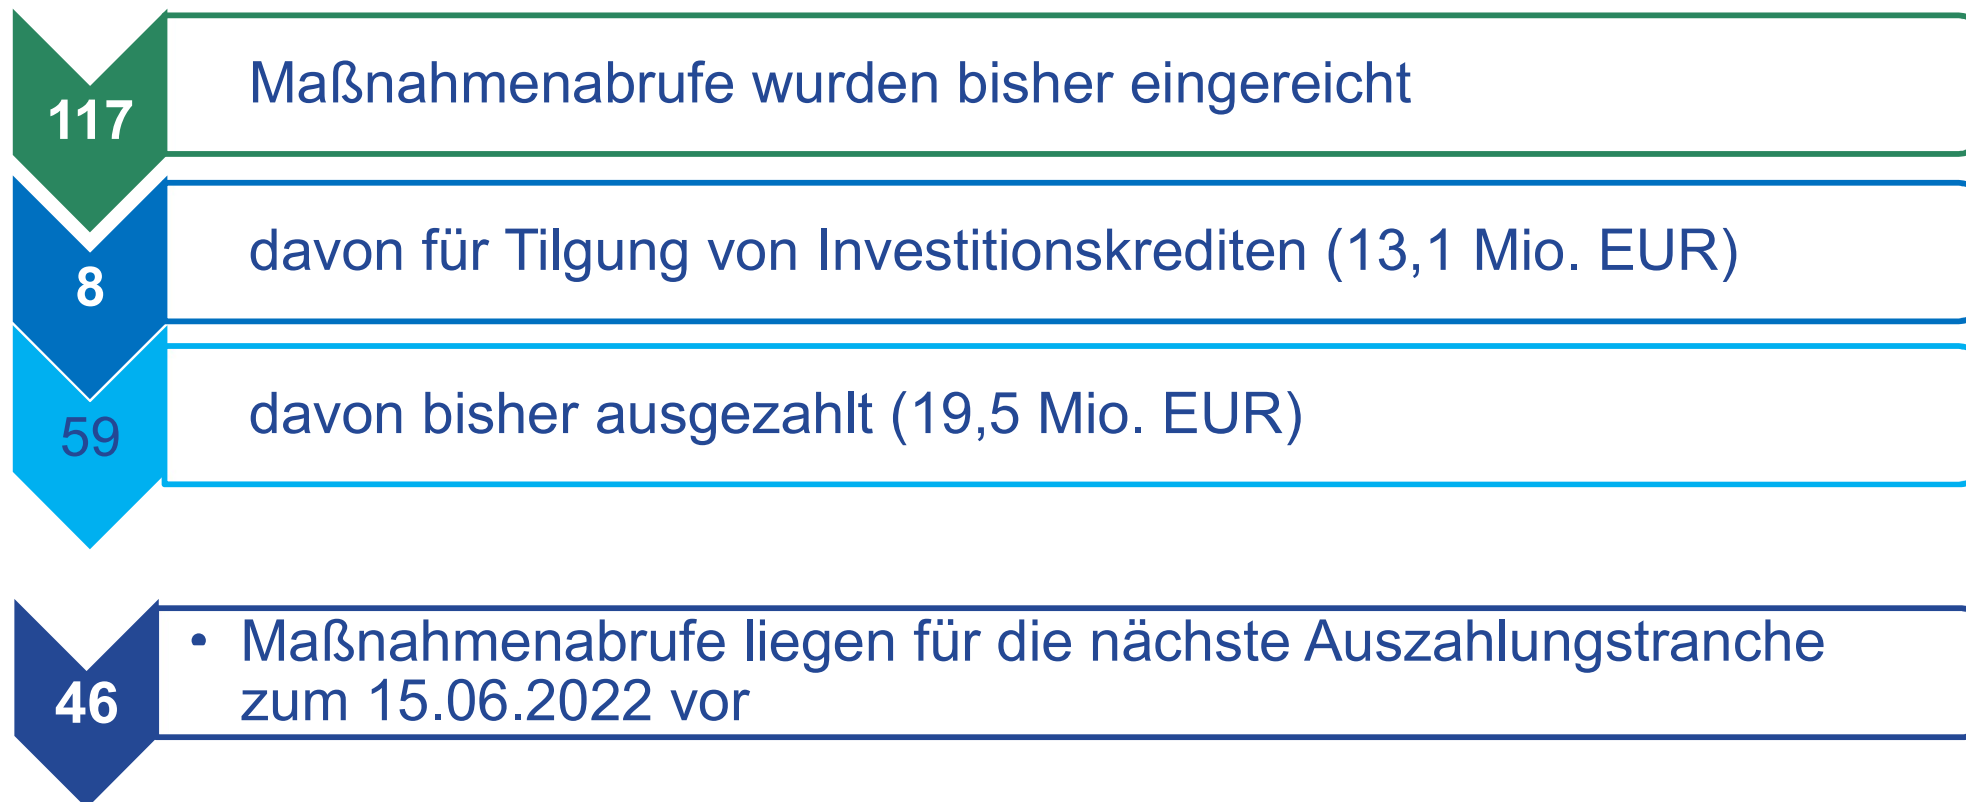 117
Maßnahmenabrufe wurden bisher eingereicht
8
davon für Tilgung von Investitionskrediten (13,1 Mio. EUR)
59
davon bisher ausgezahlt (19,5 Mio. EUR)
46
• Maßnahmenabrufe liegen für die nächste Auszahlungstranche
zum 15.06.2022 vor